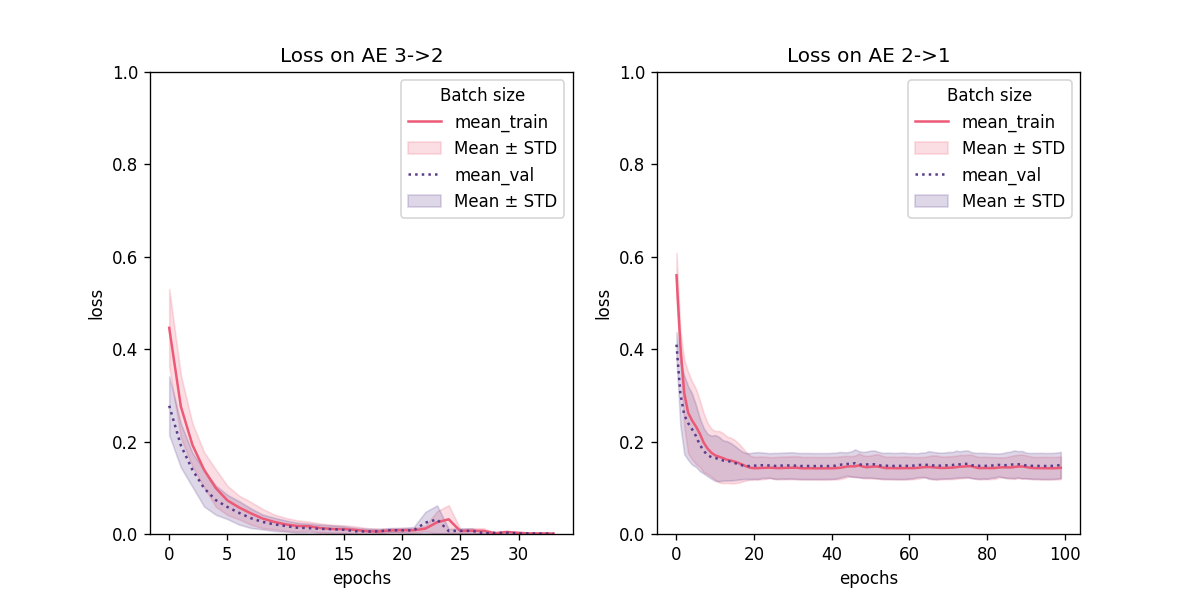 Loss on AE 3->2
1.0
0.8
0.6
0.4
0.2
0.0
loss
0
5
10
15
20
25
30
epochs
Batch size
mean_train
Mean ± STD
mean_val
Mean ± STD
Loss on AE 2->1
1.0
0.8
0.6
0.4
0.2
0.0
loss
0
20
40
60
80
100
epochs
Batch size
mean_train
Mean ± STD
mean_val
Mean ± STD